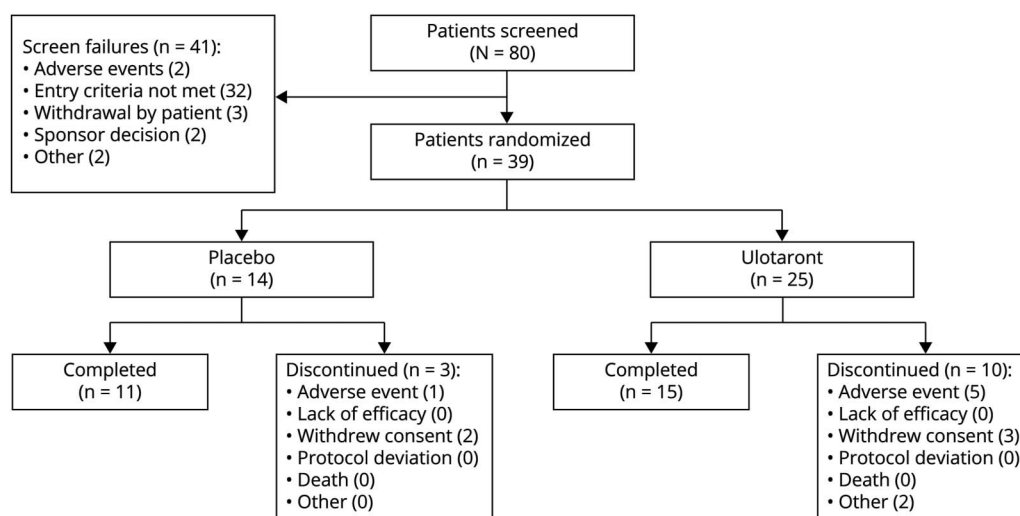 Patients screened
(N = 80)
Screen failures (n = 41):
• Adverse events (2)
• Entry criteria not met (32)
• Withdrawal by patient (3)
• Sponsor decision (2)
• Other (2)
Patients randomized
(n = 39)
Placebo
(n = 14)
Ulotaront
(n = 25)
Completed
(n = 11)
Discontinued (n = 3):
• Adverse event (1)
• Lack of efficacy (0)
• Withdrew consent (2)
• Protocol deviation (0)
• Death (0)
• Other (0)
Completed
(n = 15)
Discontinued (n = 10):
• Adverse event (5)
• Lack of efficacy (0)
• Withdrew consent (3)
• Protocol deviation (0)
• Death (0)
• Other (2)